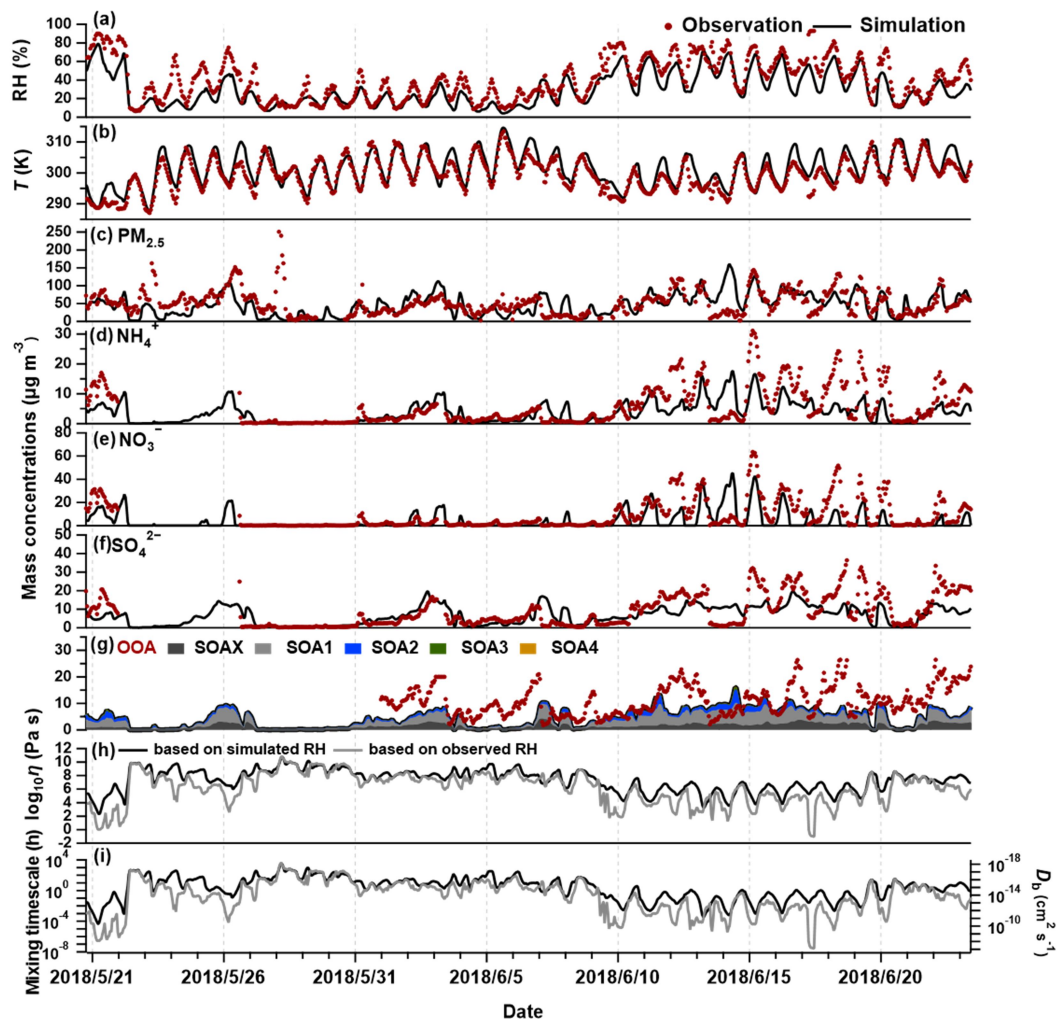 (a)
Observation
Simulation
RH (%)
100
80
60
40
20
0
(b)
T (K)
310
300
290
(c) PM2.5
250
200
150
100
50
0
Mass concentrations (µg m⁻³)
(d) NH₄⁺
30
20
10
0
(e) NO₃⁻
80
60
40
20
0
(f) SO₄²⁻
50
40
30
20
10
0
(g) OOA SOAX SOA1 SOA2 SOA3 SOA4
30
20
10
0
(h) based on simulated RH based on observed RH
log₁₀η (Pa s)
12
10
8
6
4
2
0
-2
(i)
Mixing timescale (h)
10⁴
10⁰
10⁻⁴
10⁻⁸
10⁻¹⁸
10⁻¹⁴
10⁻¹⁰
D_b (cm² s⁻¹)
2018/5/21 2018/5/26 2018/5/31 2018/6/5 2018/6/10 2018/6/15 2018/6/20
Date